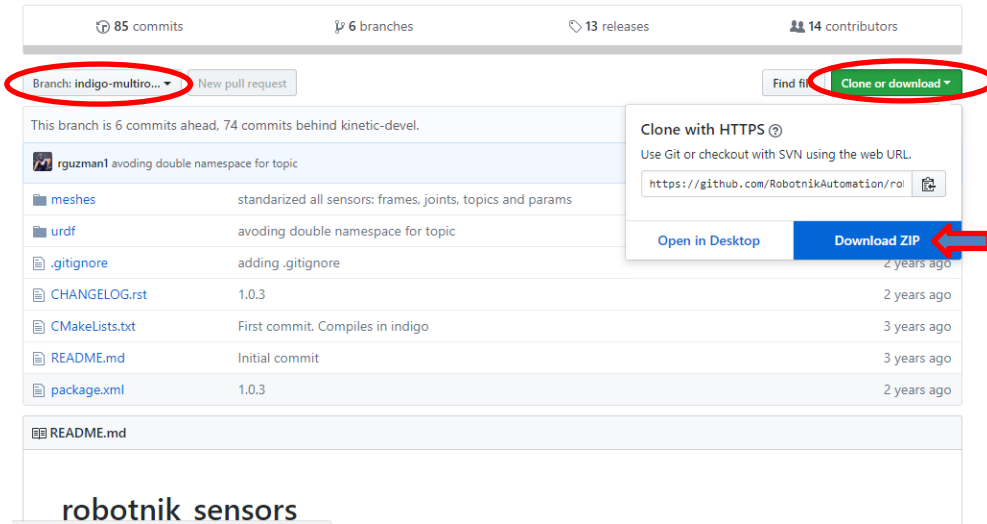 85 commits
6 branches
13 releases
14 contributors
Branch: indigo-multiro...
New pull request
Find fil
Clone or download
This branch is 6 commits ahead, 74 commits behind kinetic-devel.
Clone with HTTPS
Use Git or checkout with SVN using the web URL.
https://github.com/RobotnikAutomation/ro
Open in Desktop
Download ZIP
rguzman1 avoding double namespace for topic
meshes standarized all sensors: frames, joints, topics and params
urdf avoding double namespace for topic
.gitignore adding .gitignore 2 years ago
CHANGELOG.rst 1.0.3 2 years ago
CMakeLists.txt First commit. Compiles in indigo 3 years ago
README.md Initial commit 3 years ago
package.xml 1.0.3 2 years ago
README.md
robotnik sensors